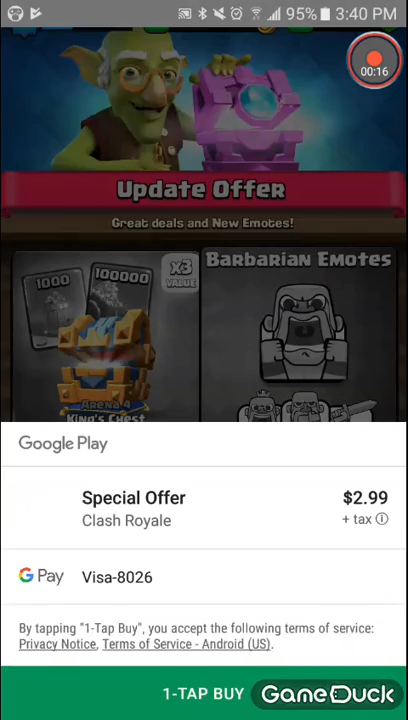 95% 3:40 PM
00:16
Update Offer
Great deals and New Emotes!
1000
100000
x3
VALUE
Barbarian Emotes
Arena 4
King's Chest
Google Play
Special Offer
$2.99
Clash Royale
+ tax
G Pay Visa-8026
By tapping "1-Tap Buy", you accept the following terms of service:
Privacy Notice, Terms of Service - Android (US).
1-TAP BUY
GameDuck